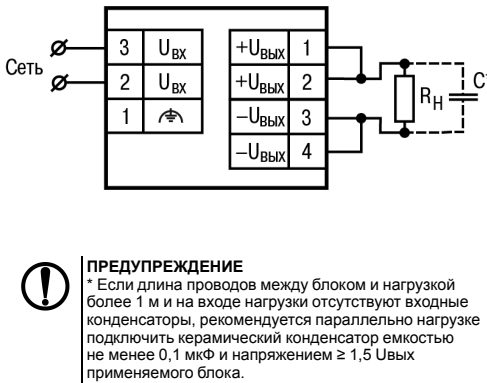 Сеть
3 Uвх
2 Uвх
1
+Uвых 1
+Uвых 2
−Uвых 3
−Uвых 4
RН
C*
ПРЕДУПРЕЖДЕНИЕ
* Если длина проводов между блоком и нагрузкой
более 1 м и на входе нагрузки отсутствуют входные
конденсаторы, рекомендуется параллельно нагрузке
подключить керамический конденсатор емкостью
не менее 0,1 мкФ и напряжением ≥ 1,5 Uвых
применяемого блока.